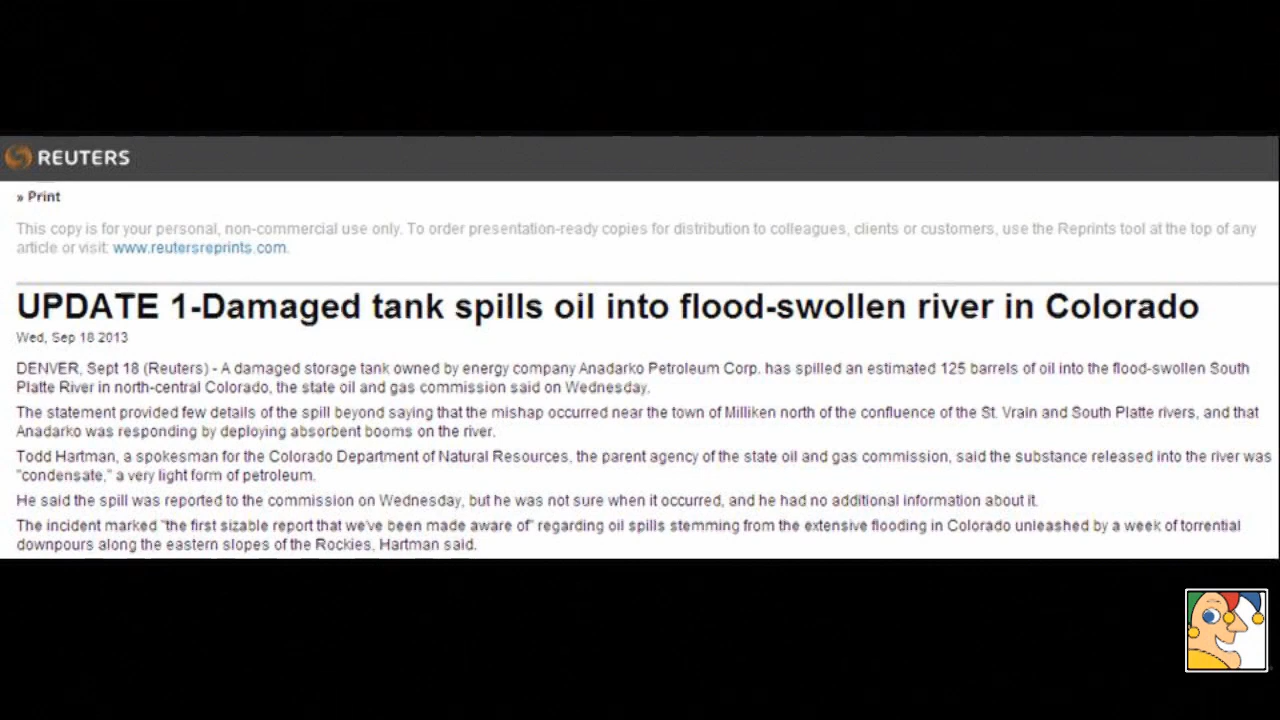 REUTERS
» Print
This copy is for your personal, non-commercial use only. To order presentation-ready copies for distribution to colleagues, clients or customers, use the Reprints tool at the top of any
article or visit: www.reutersreprints.com.
UPDATE 1-Damaged tank spills oil into flood-swollen river in Colorado
Wed, Sep 18 2013
DENVER, Sept 18 (Reuters) - A damaged storage tank owned by energy company Anadarko Petroleum Corp. has spilled an estimated 125 barrels of oil into the flood-swollen South
Platte River in north-central Colorado, the state oil and gas commission said on Wednesday.
The statement provided few details of the spill beyond saying that the mishap occurred near the town of Milliken north of the confluence of the St. Vrain and South Platte rivers, and that
Anadarko was responding by deploying absorbent booms on the river.
Todd Hartman, a spokesman for the Colorado Department of Natural Resources, the parent agency of the state oil and gas commission, said the substance released into the river was
"condensate," a very light form of petroleum.
He said the spill was reported to the commission on Wednesday, but he was not sure when it occurred, and he had no additional information about it.
The incident marked "the first sizable report that we've been made aware of" regarding oil spills stemming from the extensive flooding in Colorado unleashed by a week of torrential
downpours along the eastern slopes of the Rockies, Hartman said.